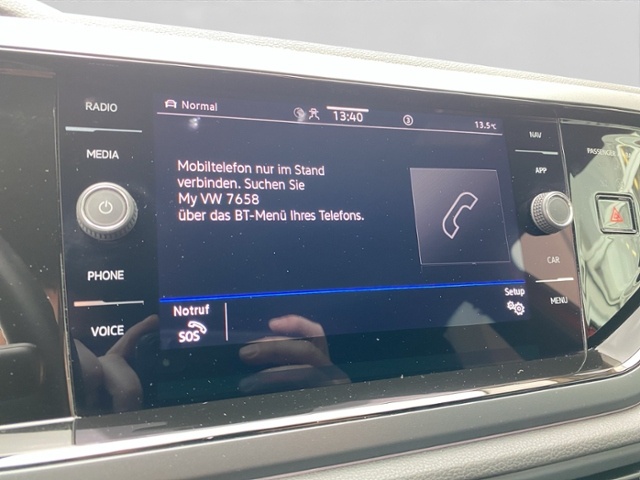 RADIO
MEDIA
PHONE
VOICE
Normal
13:40
3
13.5°C
Mobiltelefon nur im Stand
verbinden. Suchen Sie
My VW 7658
über das BT-Menü Ihres Telefons.
Notruf
SOS
Setup
NAV
APP
CAR
MENU
PASSENGER